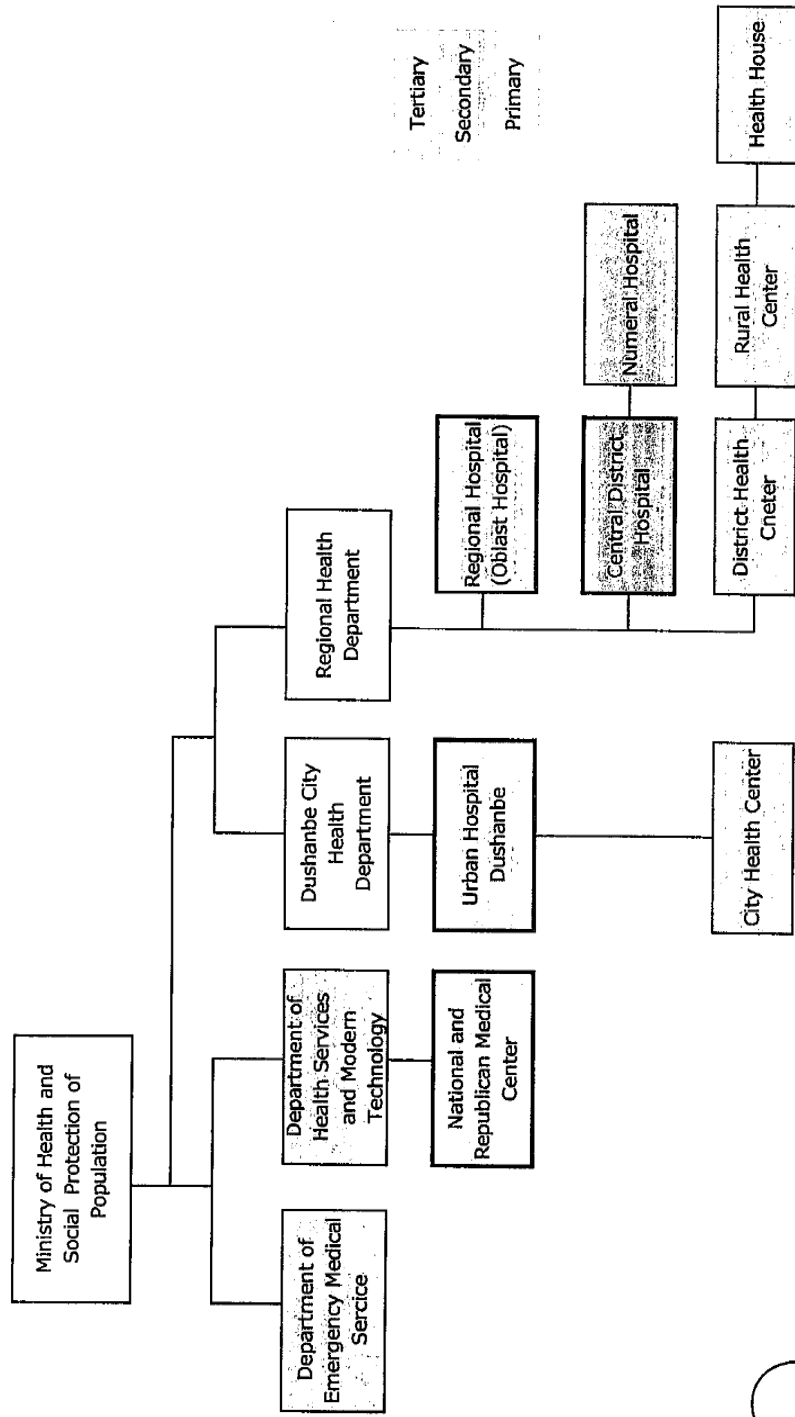 Ministry of Health and
Social Protection of
Population
Department of
Emergency Medical
Sercice
Department of
Health Services
and Modern
Technology
Dushanbe City
Health
Department
Regional Health
Department
National and
Republican Medical
Center
Urban Hospital
Dushanbe
Regional Hospital
(Oblast Hospital)
Tertiary
Secondary
Primary
Central District
Hospital
Numeral Hospital
City Health Center
District Health
Cneter
Rural Health
Center
Health House